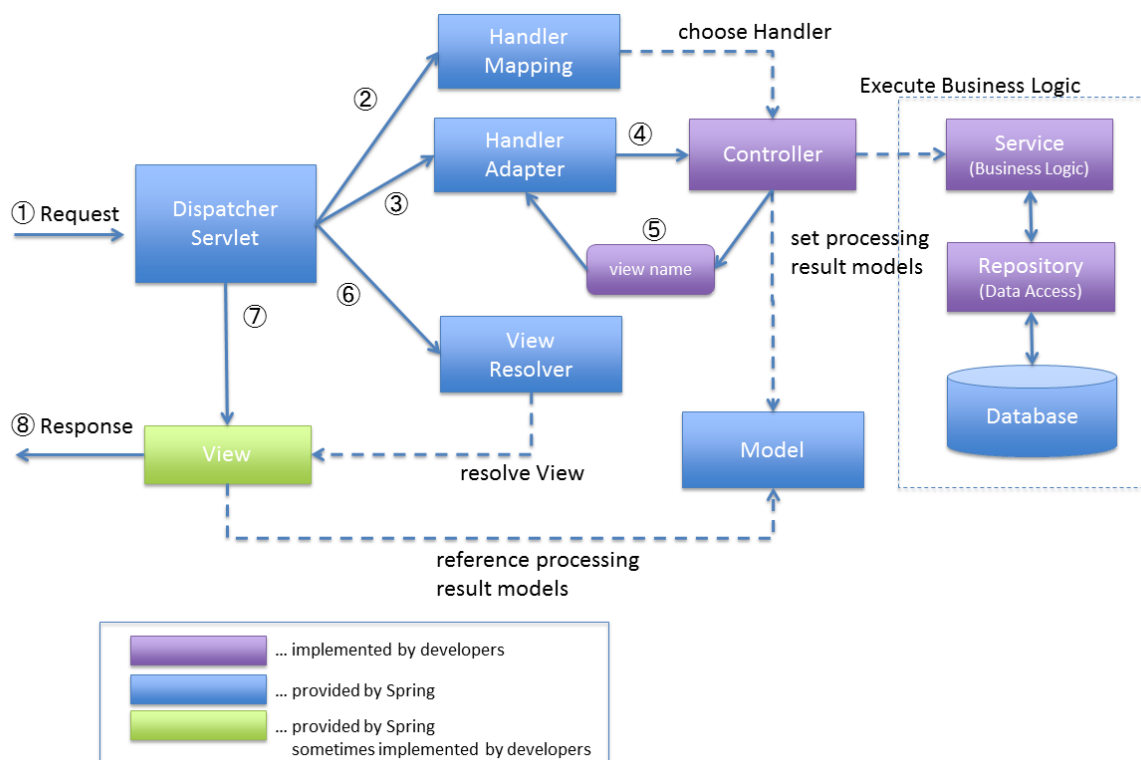 Handler
Mapping
choose Handler
②
Execute Business Logic
Handler
Adapter
④
Controller
Service
(Business Logic)
① Request
Dispatcher
Servlet
③
⑤
view name
set processing
result models
Repository
(Data Access)
⑥
⑦
View
Resolver
⑧ Response
View
resolve View
Model
Database
reference processing
result models
... implemented by developers
... provided by Spring
... provided by Spring
sometimes implemented by developers